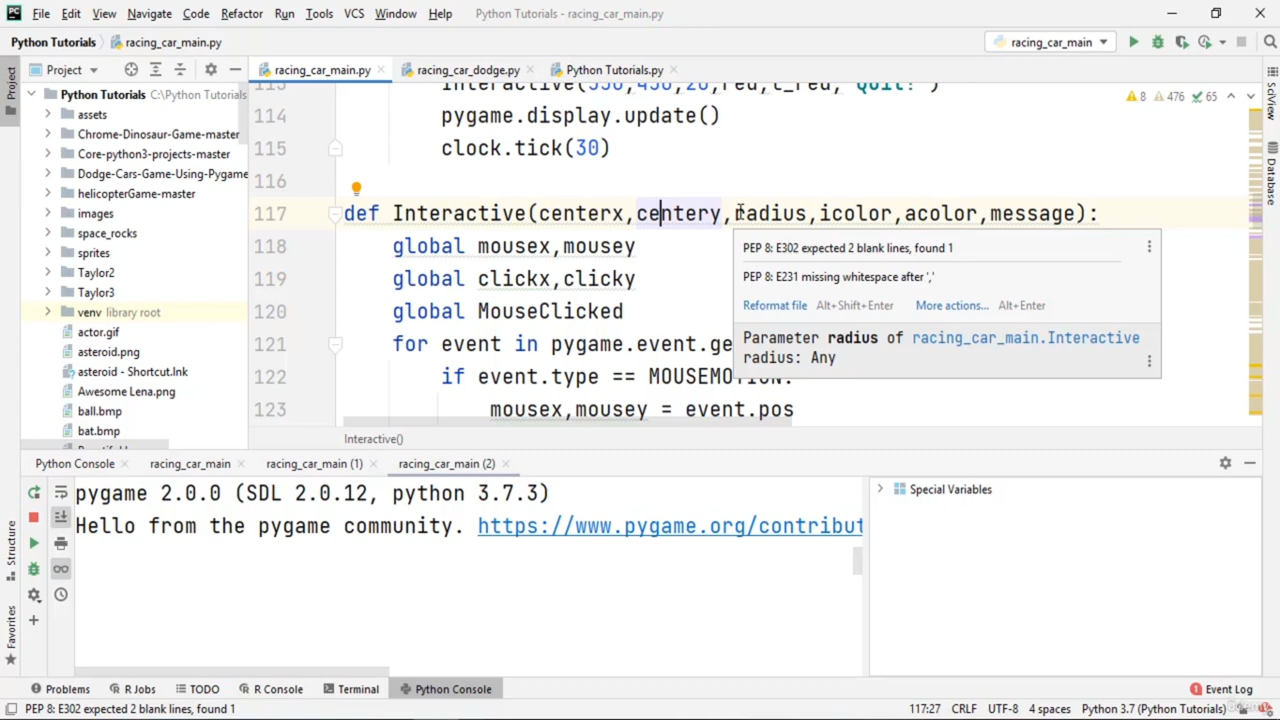 PC File Edit View Navigate Code Refactor Run Tools VCS Window Help Python Tutorials - racing_car_main.py
Python Tutorials racing_car_main.py racing_car_main
Project
Project
racing_car_main.py
racing_car_dodge.py
Python Tutorials.py
SciView
Database
Python Tutorials C:\Python Tutorials
assets
Chrome-Dinosaur-Game-master
Core-python3-projects-master
Dodge-Cars-Game-Using-Pygame
helicopterGame-master
images
space_rocks
sprites
Taylor2
Taylor3
venv library root
actor.gif
asteroid.png
asteroid - Shortcut.lnk
Awesome Lena.png
ball.bmp
bat.bmp
8 476 65
114 pygame.display.update()
115 clock.tick(30)
116
117 def Interactive(centerx,centery,radius,icolor,acolor,message):
118 global mousex,mousey
119 global clickx,clicky
120 global MouseClicked
121 for event in pygame.event.ge
122 if event.type == MOUSEMOTION:
123 mousex,mousey = event.pos
PEP 8: E302 expected 2 blank lines, found 1
PEP 8: E231 missing whitespace after ','
Reformat file Alt+Shift+Enter More actions... Alt+Enter
Parameter radius of racing_car_main.Interactive
radius: Any
Interactive()
Python Console racing_car_main racing_car_main (1) racing_car_main (2)
pygame 2.0.0 (SDL 2.0.12, python 3.7.3)
Hello from the pygame community. https://www.pygame.org/contribut
Special Variables
Structure
Favorites
Problems R Jobs TODO R Console Terminal Python Console Event Log
PEP 8: E302 expected 2 blank lines, found 1 117:27 CRLF UTF-8 4 spaces Python 3.7 (Python Tutorials)